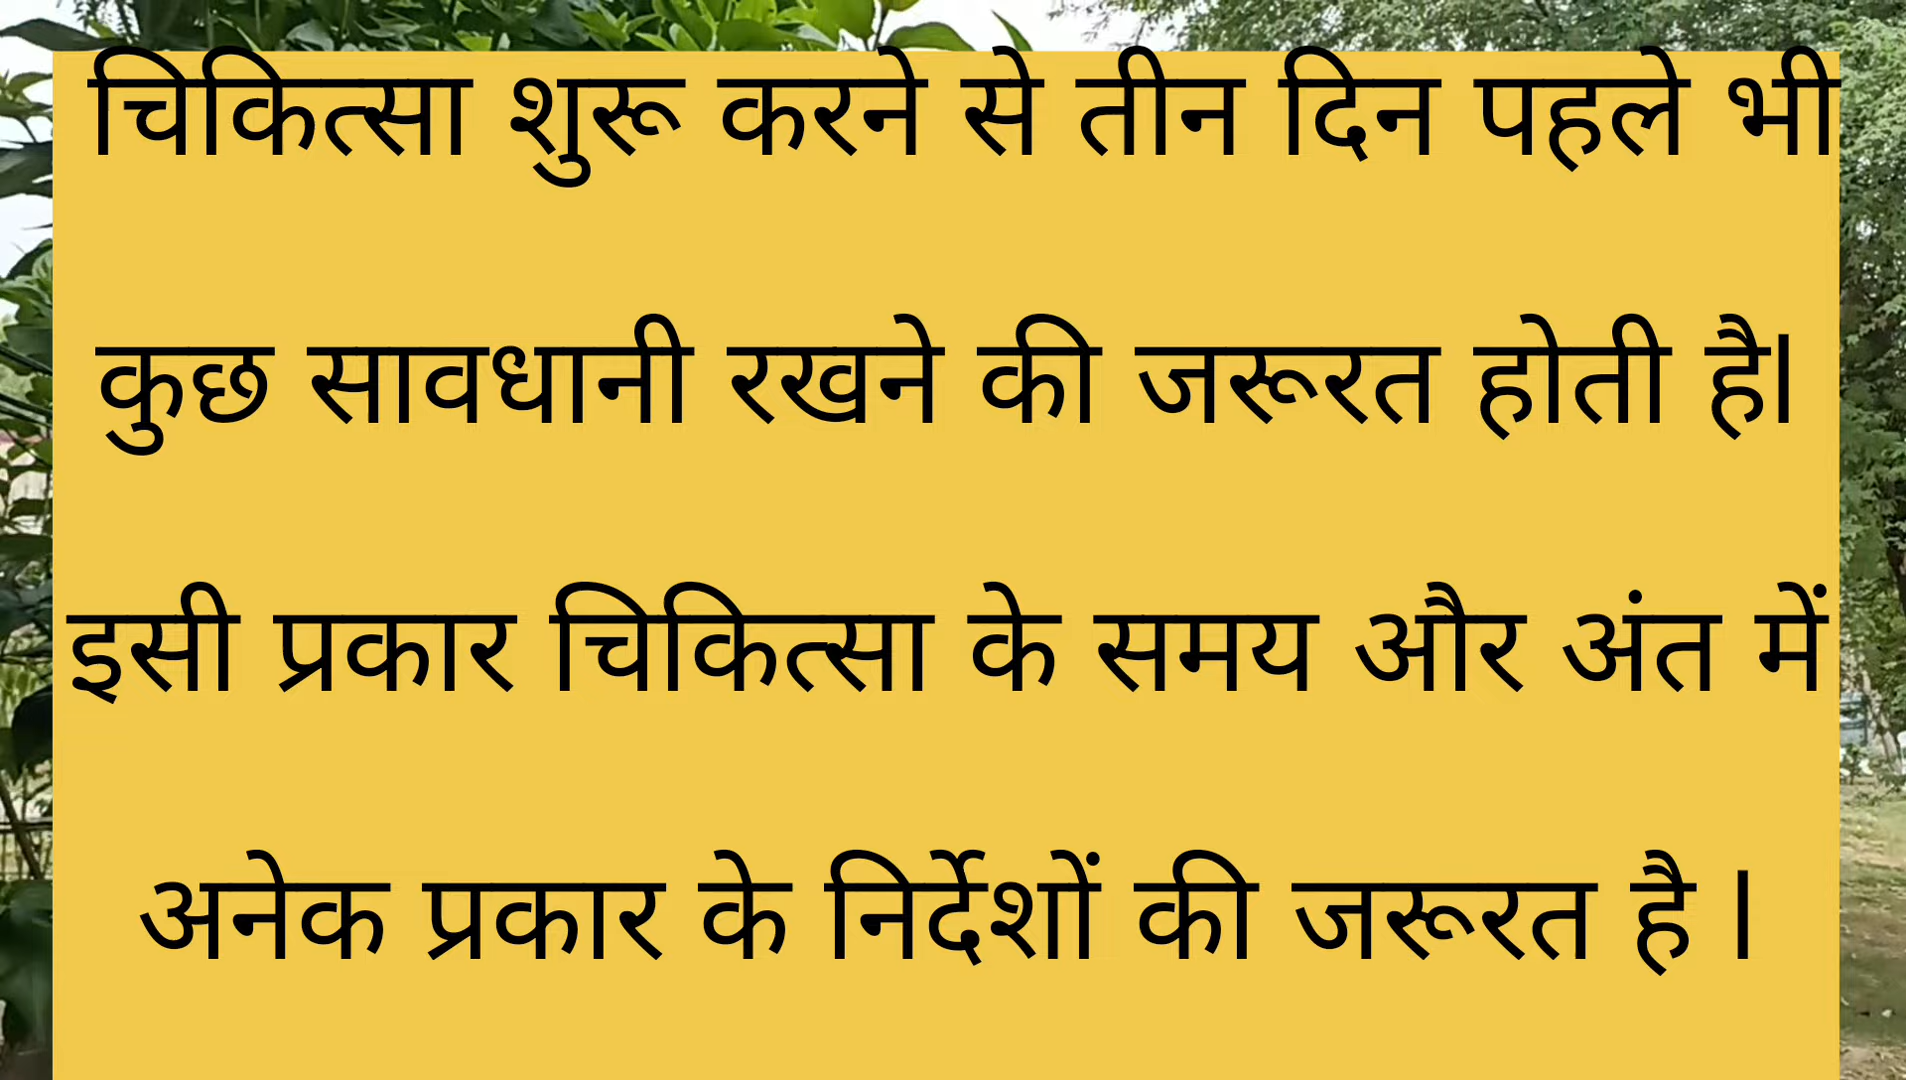 चिकित्सा शुरू करने से तीन दिन पहले भी
कुछ सावधानी रखने की जरूरत होती है।
इसी प्रकार चिकित्सा के समय और अंत में
अनेक प्रकार के निर्देशों की जरूरत है ।